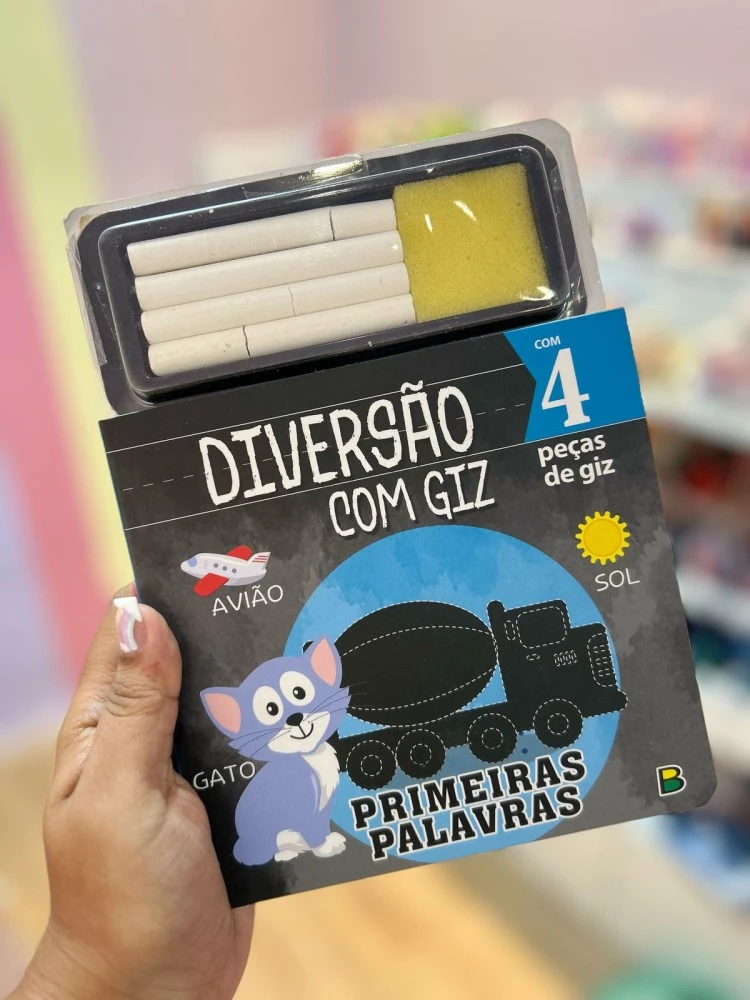 COM
4
peças
de giz
DIVERSÃO
COM GIZ
AVIÃO
SOL
GATO
PRIMEIRAS
PALAVRAS
B